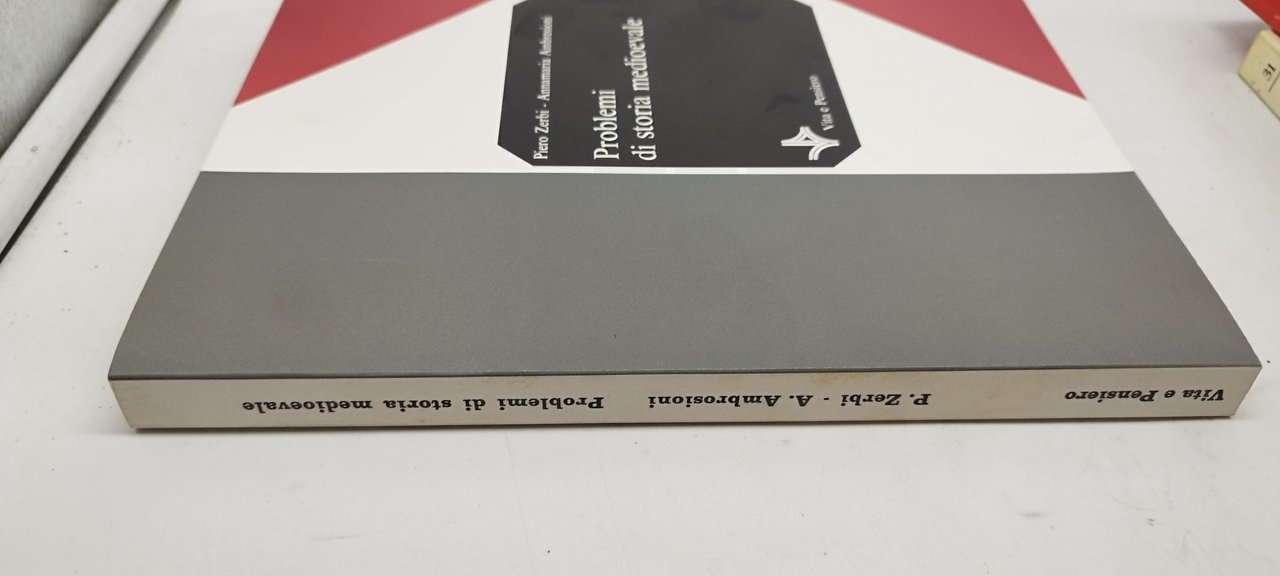 Piero Zerbi - Annamaria Ambrosioni
Problemi
di storia medioevale
Vita e Pensiero
Vita e Pensiero
P. Zerbi - A. Ambrosioni
Problemi di storia medioevale
31